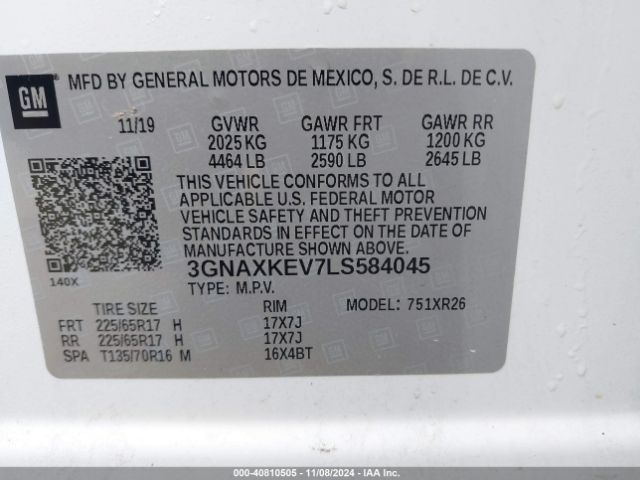 GM
MFD BY GENERAL MOTORS DE MEXICO, S. DE R.L. DE C.V.
11/19 GVWR GAWR FRT GAWR RR
2025 KG 1175 KG 1200 KG
4464 LB 2590 LB 2645 LB
THIS VEHICLE CONFORMS TO ALL
APPLICABLE U.S. FEDERAL MOTOR
VEHICLE SAFETY AND THEFT PREVENTION
STANDARDS IN EFFECT ON THE DATE OF
MANUFACTURE SHOWN ABOVE.
140X 3GNAXKEV7LS584045
TYPE: M.P.V.
TIRE SIZE RIM MODEL: 751XR26
FRT 225/65R17 H 17X7J
RR 225/65R17 H 17X7J
SPA T135/70R16 M 16X4BT
000-40810505 - 11/08/2024 - IAA Inc.